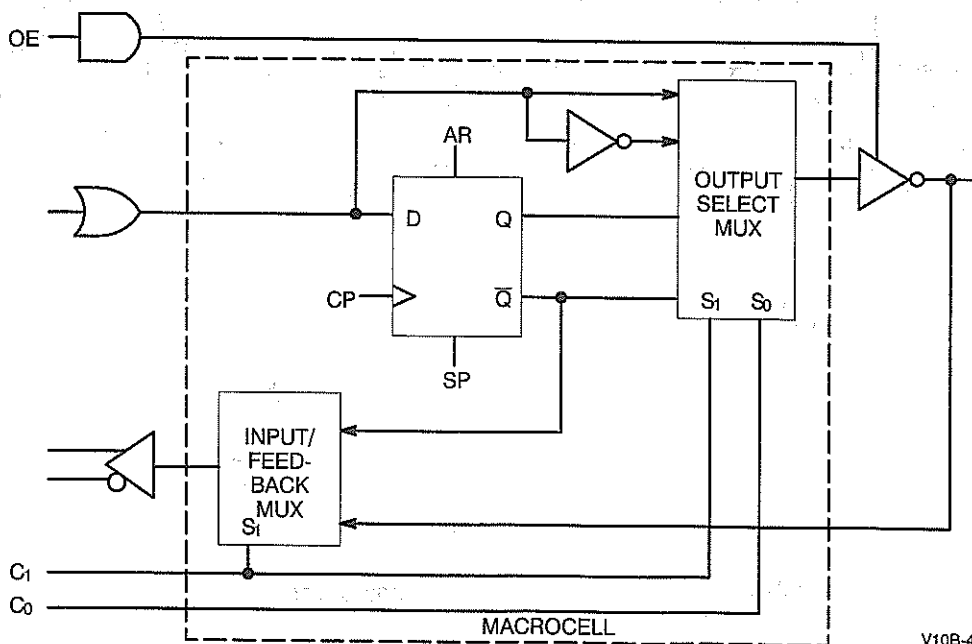 OE
AR
OUTPUT
SELECT
MUX
D
Q
CP
Q̅
S₁
S₀
SP
INPUT/
FEED-
BACK
MUX
S₁
C₁
C₀
MACROCELL
V10B-4